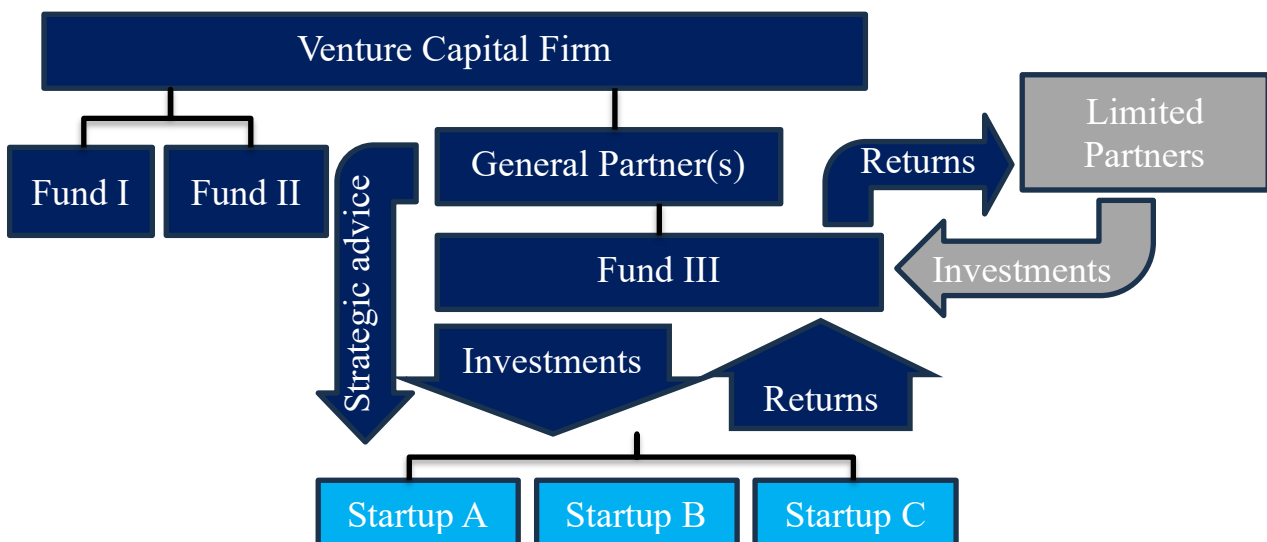 Venture Capital Firm
Limited
Partners
General Partner(s)
Returns
Fund I
Fund II
Strategic advice
Fund III
Investments
Investments
Returns
Startup A
Startup B
Startup C